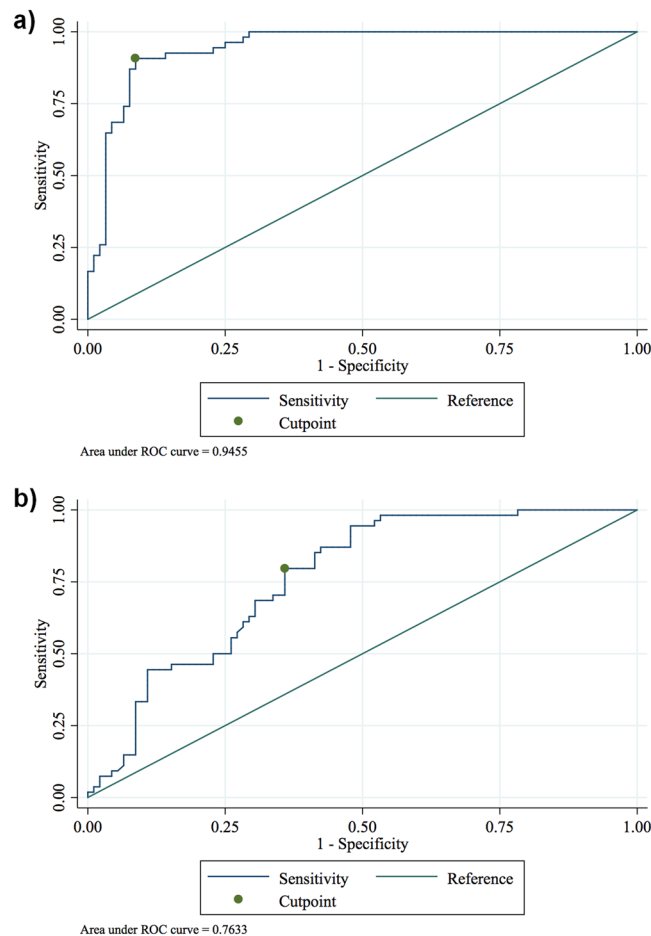 a)
1.00
0.75
0.50
0.25
0.00
Sensitivity
0.00 0.25 0.50 0.75 1.00
1 - Specificity
Sensitivity Reference
Cutpoint
Area under ROC curve = 0.9455
b)
1.00
0.75
0.50
0.25
0.00
Sensitivity
0.00 0.25 0.50 0.75 1.00
1 - Specificity
Sensitivity Reference
Cutpoint
Area under ROC curve = 0.7633